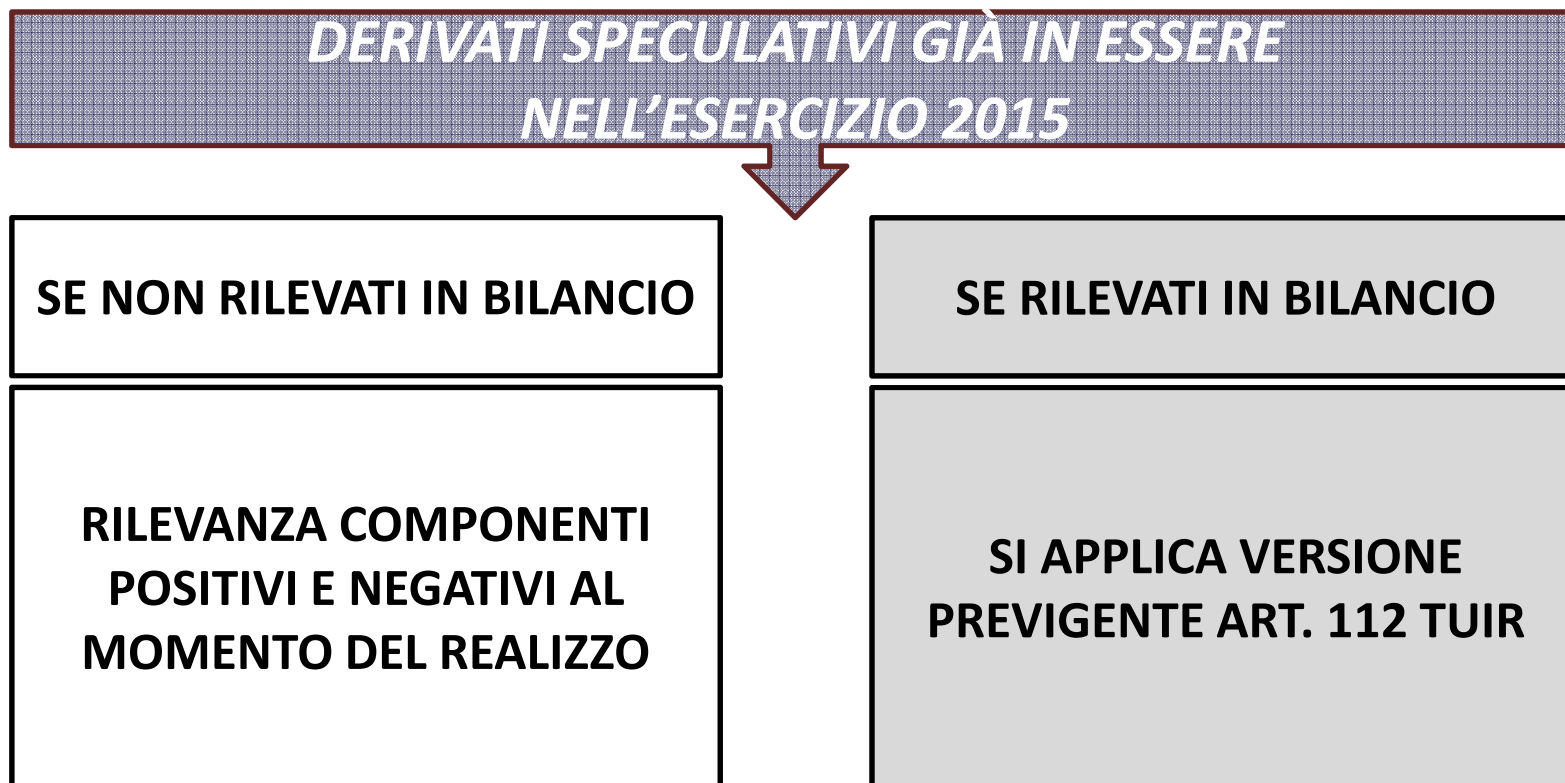 DERIVATI SPECULATIVI GIÀ IN ESSERE
NELL'ESERCIZIO 2015
SE NON RILEVATI IN BILANCIO
RILEVANZA COMPONENTI
POSITIVI E NEGATIVI AL
MOMENTO DEL REALIZZO
SE RILEVATI IN BILANCIO
SI APPLICA VERSIONE
PREVIGENTE ART. 112 TUIR